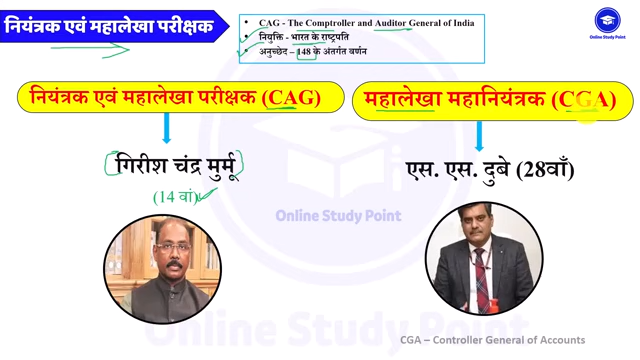 नियंत्रक एवं महालेखा परीक्षक
• CAG - The Comptroller and Auditor General of India
• नियुक्ति - भारत के राष्ट्रपति
• अनुच्छेद – 148 के अंतर्गत वर्णन
Online Study Point
नियंत्रक एवं महालेखा परीक्षक (CAG)
महालेखा महानियंत्रक (CGA)
गिरीश चंद्र मुर्मू
(14 वां)
एस. एस. दुबे (28वाँ)
Online Study Point
Online Study Point
CGA – Controller General of Accounts